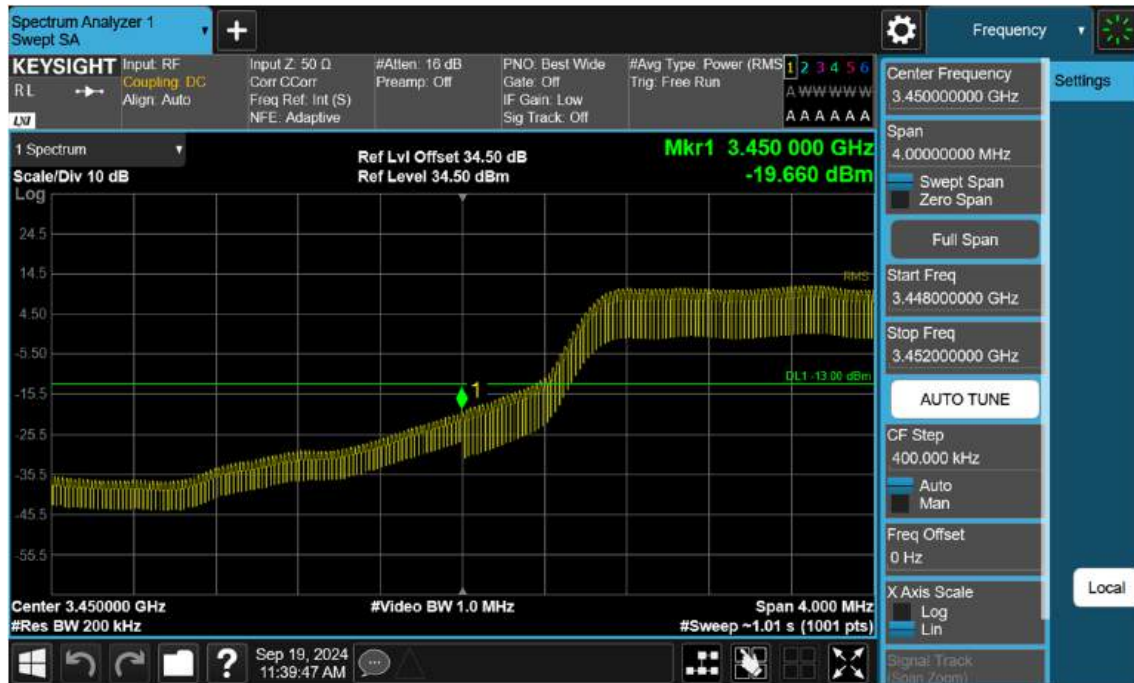 Spectrum Analyzer 1
Swept SA
Frequency
KEYSIGHT
RL
LXI
Input: RF
Coupling: DC
Align: Auto
Input Z: 50 Ω
Corr CCorr
Freq Ref: Int (S)
NFE: Adaptive
#Atten: 16 dB
Preamp: Off
PNO: Best Wide
Gate: Off
IF Gain: Low
Sig Track: Off
#Avg Type: Power (RMS
Trig: Free Run
1 2 3 4 5 6
A W W W W W
A A A A A A
1 Spectrum
Scale/Div 10 dB
Log
Ref Lvl Offset 34.50 dB
Ref Level 34.50 dBm
Mkr1 3.450 000 GHz
-19.660 dBm
24.5
14.5
RMS
4.50
-5.50
DL1 -13.00 dBm
1
-15.5
-25.5
-35.5
-45.5
-55.5
Center 3.450000 GHz
#Video BW 1.0 MHz
Span 4.000 MHz
#Res BW 200 kHz
#Sweep ~1.01 s (1001 pts)
Center Frequency
3.450000000 GHz
Settings
Span
4.00000000 MHz
Swept Span
Zero Span
Full Span
Start Freq
3.448000000 GHz
Stop Freq
3.452000000 GHz
AUTO TUNE
CF Step
400.000 kHz
Auto
Man
Freq Offset
0 Hz
X Axis Scale
Log
Lin
Local
Signal Track
(Span Zoom)
?
Sep 19, 2024
11:39:47 AM